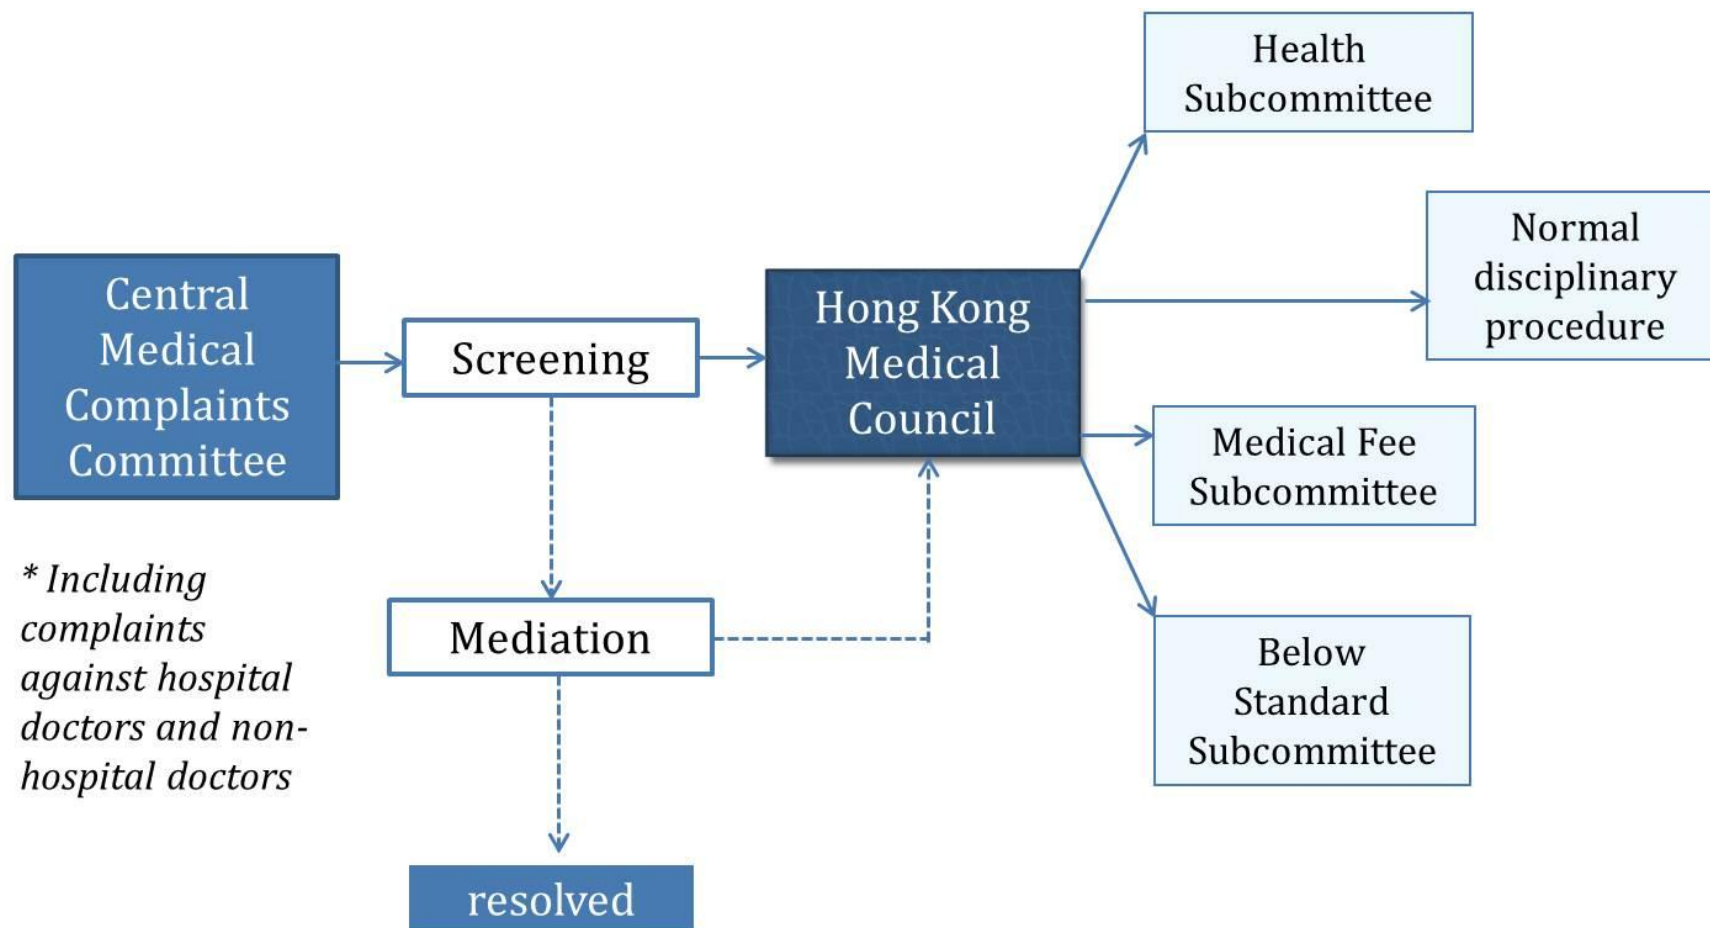 Central
Medical
Complaints
Committee
* Including
complaints
against hospital
doctors and non-
hospital doctors
Screening
Mediation
resolved
Hong Kong
Medical
Council
Health
Subcommittee
Normal
disciplinary
procedure
Medical Fee
Subcommittee
Below
Standard
Subcommittee